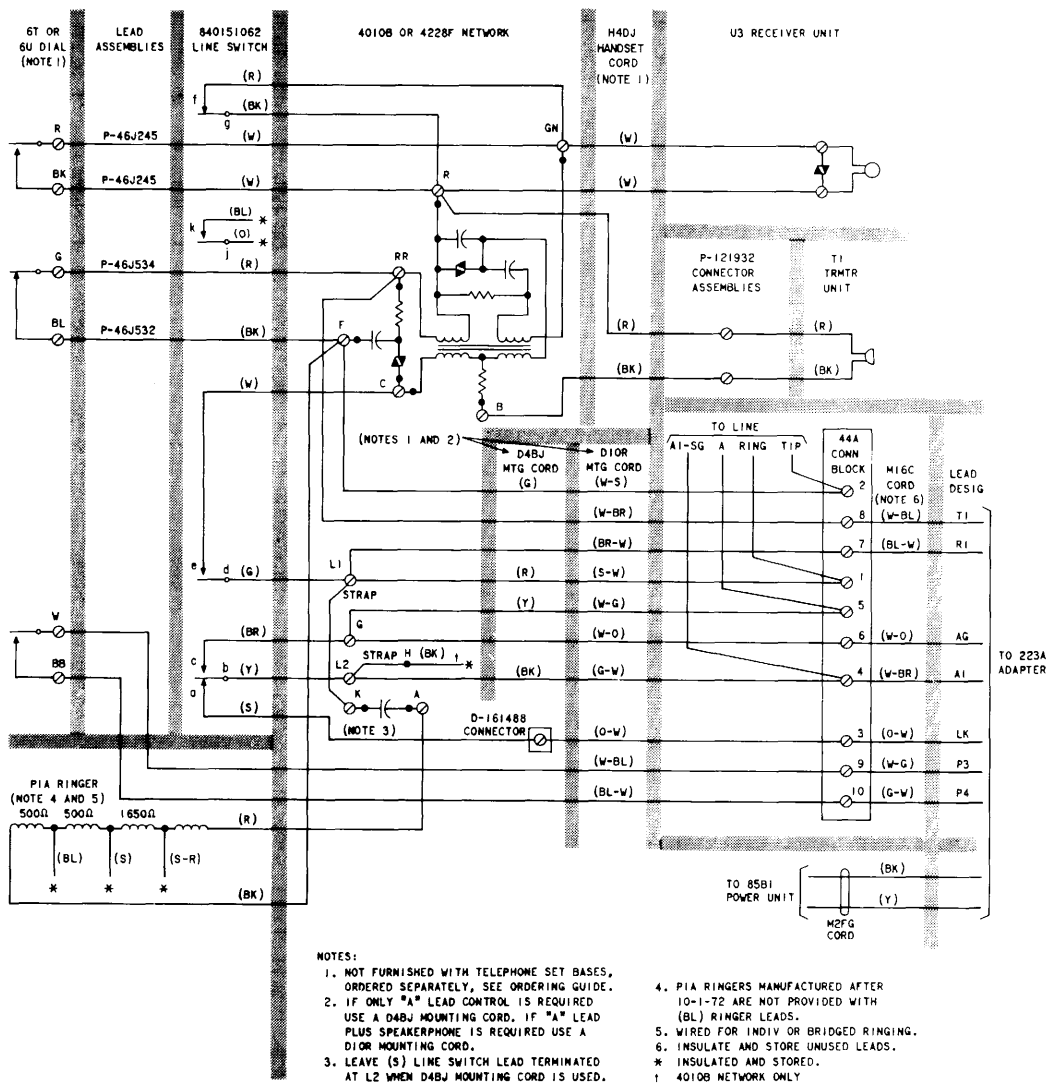 6T OR
6U DIAL
(NOTE 1)
LEAD
ASSEMBLIES
840151062
LINE SWITCH
4010B OR 4228F NETWORK
H4DJ
HANDSET
CORD
(NOTE 1)
U3 RECEIVER UNIT
(R)
f
(BK)
g
R
P-46J245
(W)
GN
(W)
BK
P-46J245
(W)
R
(W)
(BL)
*
k
(O)
*
j
G
P-46J534
(R)
RR
P-121932
CONNECTOR
ASSEMBLIES
T1
TRMTR
UNIT
BL
P-46J532
(BK)
F
(R)
(R)
(W)
C
(BK)
(BK)
B
(NOTES 1 AND 2)
D4BJ
MTG CORD
(G)
D10R
MTG CORD
(W-S)
TO LINE
A1-SG A RING TIP
44A
CONN
BLOCK
M16C
CORD
(NOTE 6)
LEAD
DESIG
2
(W-BR)
8
(W-BL)
T1
(BR-W)
7
(BL-W)
R1
e
d
(G)
L1
STRAP
(R)
(S-W)
1
(Y)
(W-G)
5
W
(BR)
G
(W-O)
6
(W-O)
AG
TO 223A
ADAPTER
BB
c
b
(Y)
L2
STRAP H (BK) †
*
(BK)
(G-W)
4
(W-BR)
A1
a
(S)
K
A
(NOTE 3)
D-161488
CONNECTOR
(O-W)
3
(O-W)
LK
(W-BL)
9
(W-G)
P3
(BL-W)
10
(G-W)
P4
P1A RINGER
(NOTE 4 AND 5)
500Ω 500Ω 1650Ω
(R)
(BL)
(S)
(S-R)
* * *
(BK)
TO 85B1
POWER UNIT
(BK)
(Y)
M2FG
CORD
NOTES:
1. NOT FURNISHED WITH TELEPHONE SET BASES,
ORDERED SEPARATELY, SEE ORDERING GUIDE.
2. IF ONLY "A" LEAD CONTROL IS REQUIRED
USE A D4BJ MOUNTING CORD. IF "A" LEAD
PLUS SPEAKERPHONE IS REQUIRED USE A
D10R MOUNTING CORD.
3. LEAVE (S) LINE SWITCH LEAD TERMINATED
AT L2 WHEN D4BJ MOUNTING CORD IS USED.
4. P1A RINGERS MANUFACTURED AFTER
10-1-72 ARE NOT PROVIDED WITH
(BL) RINGER LEADS.
5. WIRED FOR INDIV OR BRIDGED RINGING.
6. INSULATE AND STORE UNUSED LEADS.
* INSULATED AND STORED.
† 4010B NETWORK ONLY